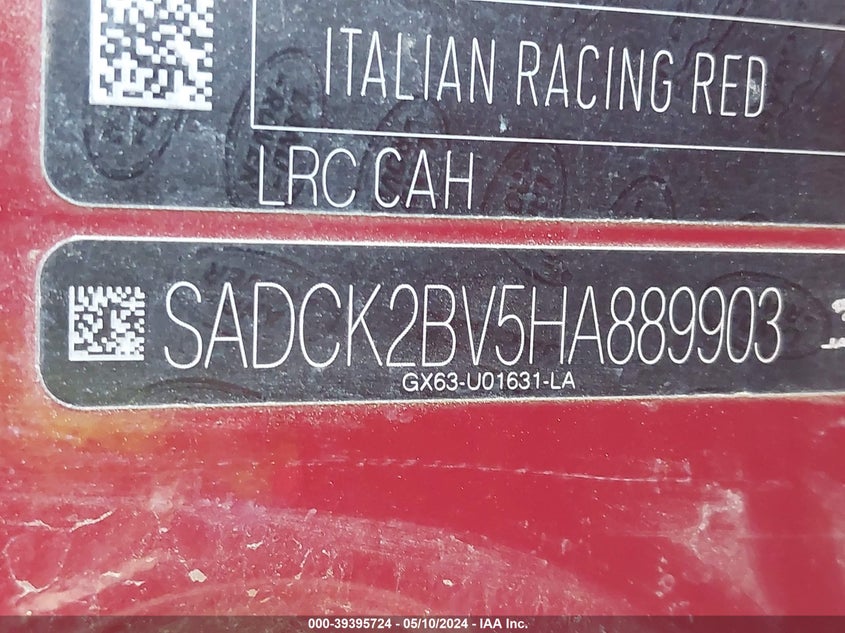 ITALIAN RACING RED
LRC CAH
SADCK2BV5HA889903
GX63-U01631-LA
000-39395724 - 05/10/2024 - IAA Inc.